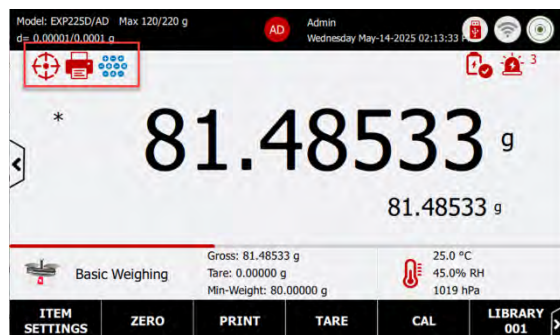 Model: EXP225D/AD Max 120/220 g
d= 0.00001/0.0001 g
AD
Admin
Wednesday May-14-2025 02:13:33
3
*
81.48533 g
81.48533 g
Basic Weighing
Gross: 81.48533 g
Tare: 0.00000 g
Min-Weight: 80.00000 g
25.0 °C
45.0% RH
1019 hPa
ITEM SETTINGS
ZERO
PRINT
TARE
CAL
LIBRARY 001